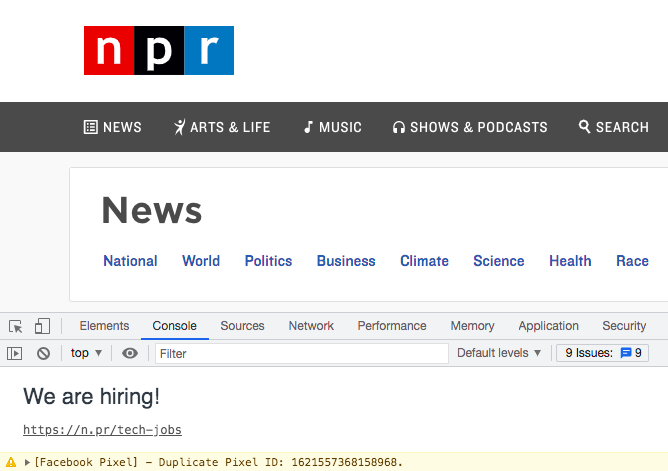 npr
NEWS ARTS & LIFE MUSIC SHOWS & PODCASTS SEARCH
News
National World Politics Business Climate Science Health Race
Elements Console Sources Network Performance Memory Application Security
top ▼ Filter Default levels ▼ 9 Issues: 9
We are hiring!
https://n.pr/tech-jobs
[Facebook Pixel] – Duplicate Pixel ID: 1621557368158968.